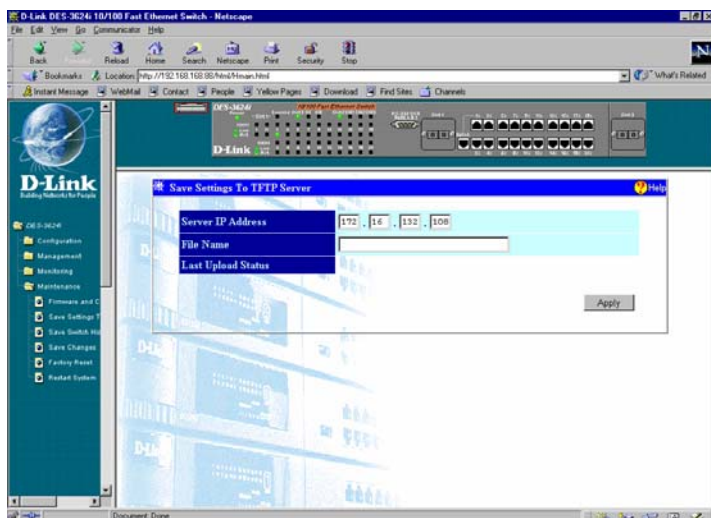 D-Link DES-3624i 10/100 Fast Ethernet Switch - Netscape
File Edit View Go Communicator Help
Back Reload Home Search Netscape Print Security Stop
Bookmarks Location http://192.168.168.86/html/Hmain.html What's Related
Instant Message WebMail Contact People Yellow Pages Download Find Sites Channels
DES-3624i
D-Link
D-Link
Building Networks for People
DES-3624i
Configuration
Management
Monitoring
Maintenance
Firmware and C
Save Settings T
Save Switch His
Save Changes
Factory Reset
Restart System
Save Settings To TFTP Server
Help
Server IP Address 172 . 16 . 132 . 108
File Name
Last Upload Status
Apply
Document: Done